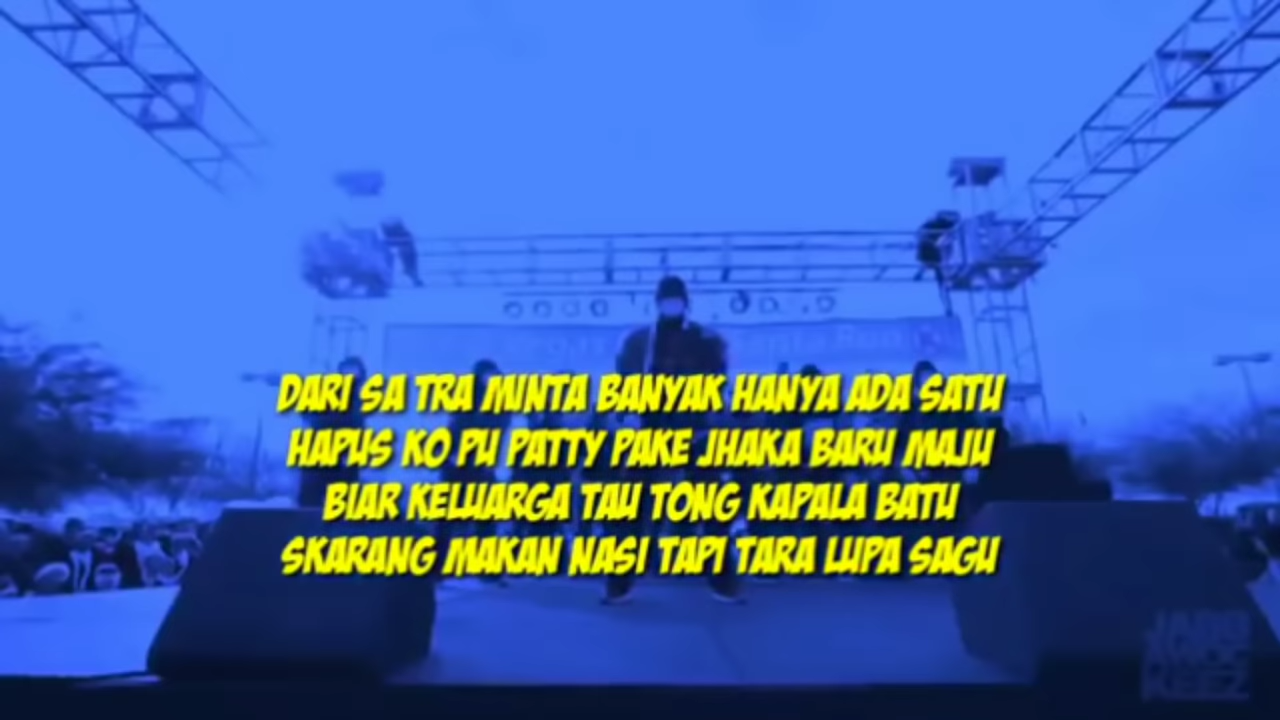 DARI SA TRA MINTA BANYAK HANYA ADA SATU
HAPUS KO PU PATTY PAKE JHAKA BARU MAJU
BIAR KELUARGA TAU TONG KAPALA BATU
SKARANG MAKAN NASI TAPI TARA LUPA SAGU